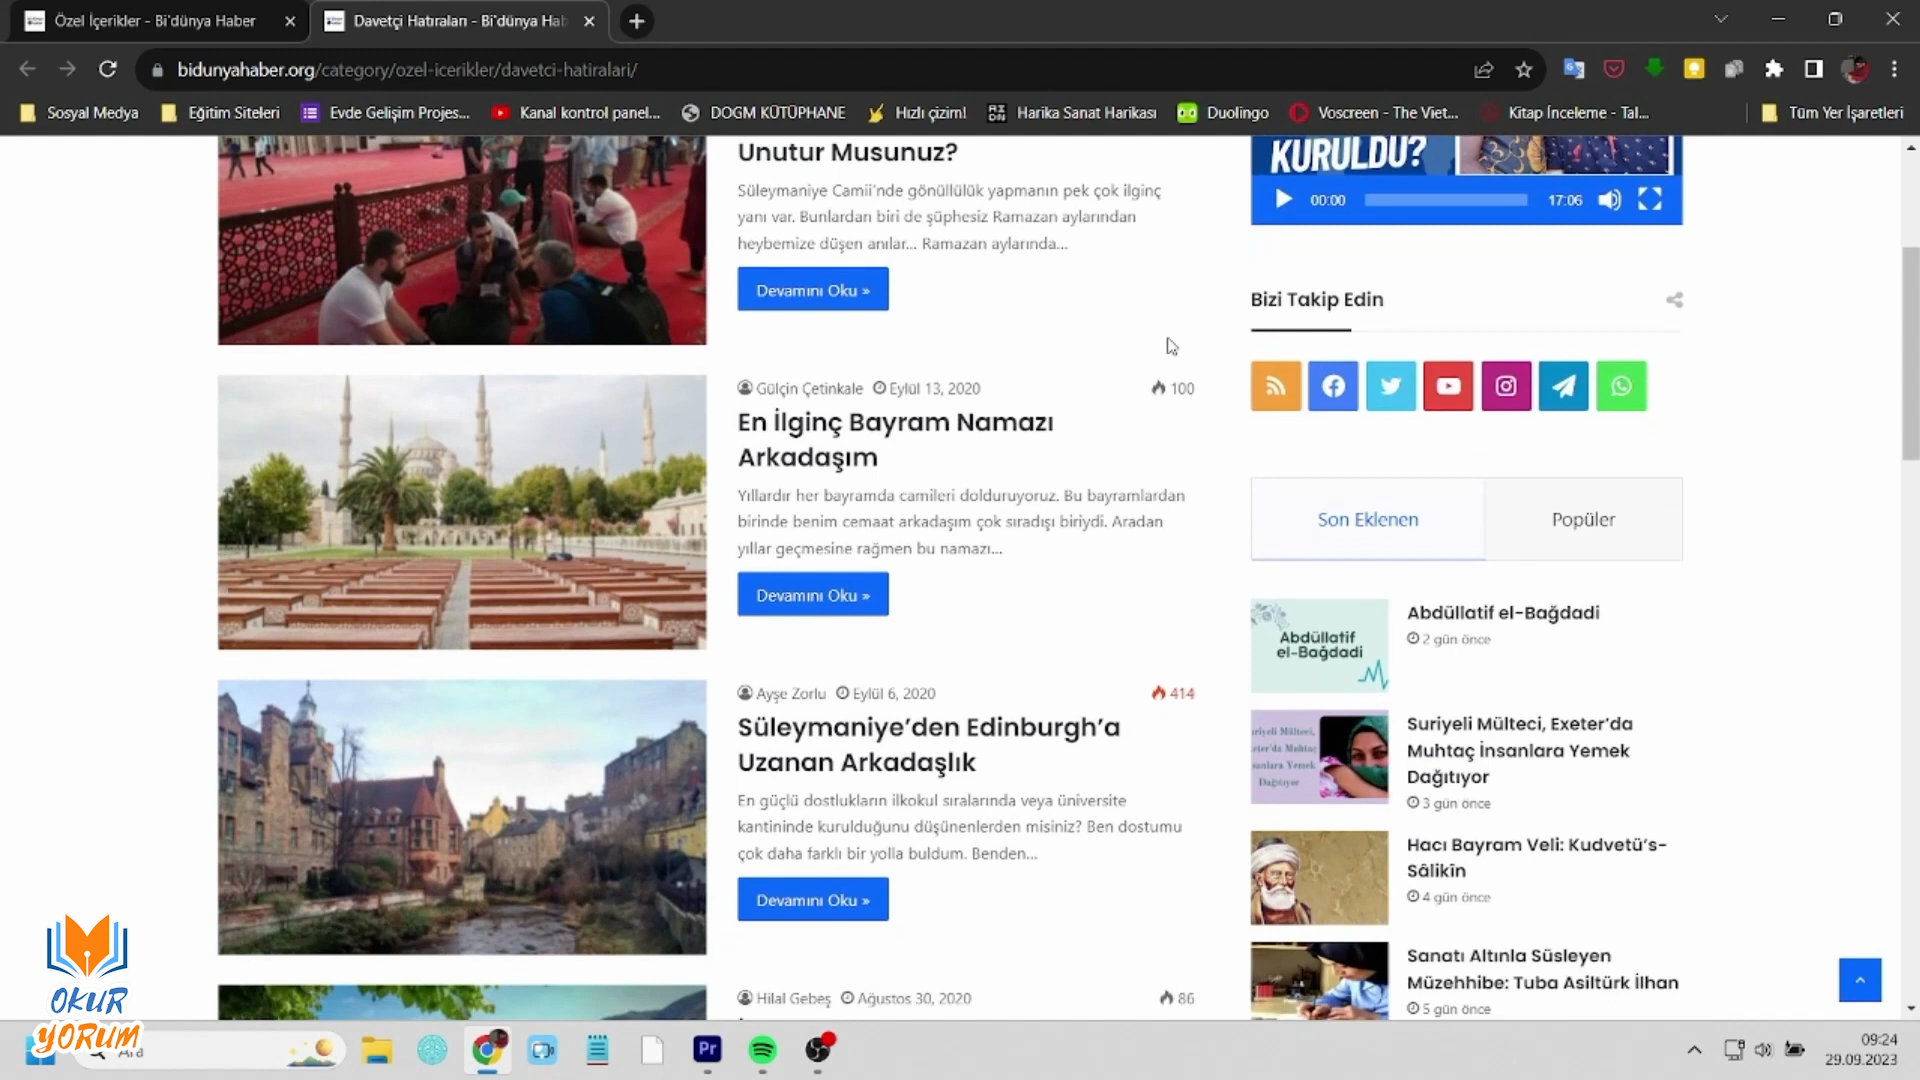 Özel İçerikler - Bi'dünya Haber
Davetçi Hatıraları - Bi'dünya Hab
bidunyahaber.org/category/ozel-icerikler/davetci-hatiralari/
Sosyal Medya
Eğitim Siteleri
Evde Gelişim Projes...
Kanal kontrol panel...
DOGM KÜTÜPHANE
Hızlı çizim!
Harika Sanat Harikası
Duolingo
Voscreen - The Viet...
Kitap İnceleme - Tal...
Tüm Yer İşaretleri
Unutur Musunuz?
Süleymaniye Camii'nde gönüllülük yapmanın pek çok ilginç
yanı var. Bunlardan biri de şüphesiz Ramazan aylarından
heybemize düşen anılar... Ramazan aylarında...
Devamını Oku »
Gülçin Çetinkale Eylül 13, 2020 100
En İlginç Bayram Namazı
Arkadaşım
Yıllardır her bayramda camileri dolduruyoruz. Bu bayramlardan
birinde benim cemaat arkadaşım çok sıradışı biriydi. Aradan
yıllar geçmesine rağmen bu namazı...
Devamını Oku »
Ayşe Zorlu Eylül 6, 2020 414
Süleymaniye'den Edinburgh'a
Uzanan Arkadaşlık
En güçlü dostlukların ilkokul sıralarında veya üniversite
kantininde kurulduğunu düşünenlerden misiniz? Ben dostumu
çok daha farklı bir yolla buldum. Benden...
Devamını Oku »
Hilal Gebeş Ağustos 30, 2020 86
KURULDU?
00:00 17:06
Bizi Takip Edin
Son Eklenen
Popüler
Abdüllatif
el-Bağdadi
Abdüllatif el-Bağdadi
2 gün önce
Suriyeli Mülteci, Exeter'da
Muhtaç İnsanlara Yemek
Dağıtıyor
3 gün önce
Hacı Bayram Veli: Kudvetü's-
Sâlikîn
4 gün önce
Sanatı Altınla Süsleyen
Müzehhibe: Tuba Asiltürk İlhan
5 gün önce
OKUR
YORUM
Ara
Pr
09:24
29.09.2023